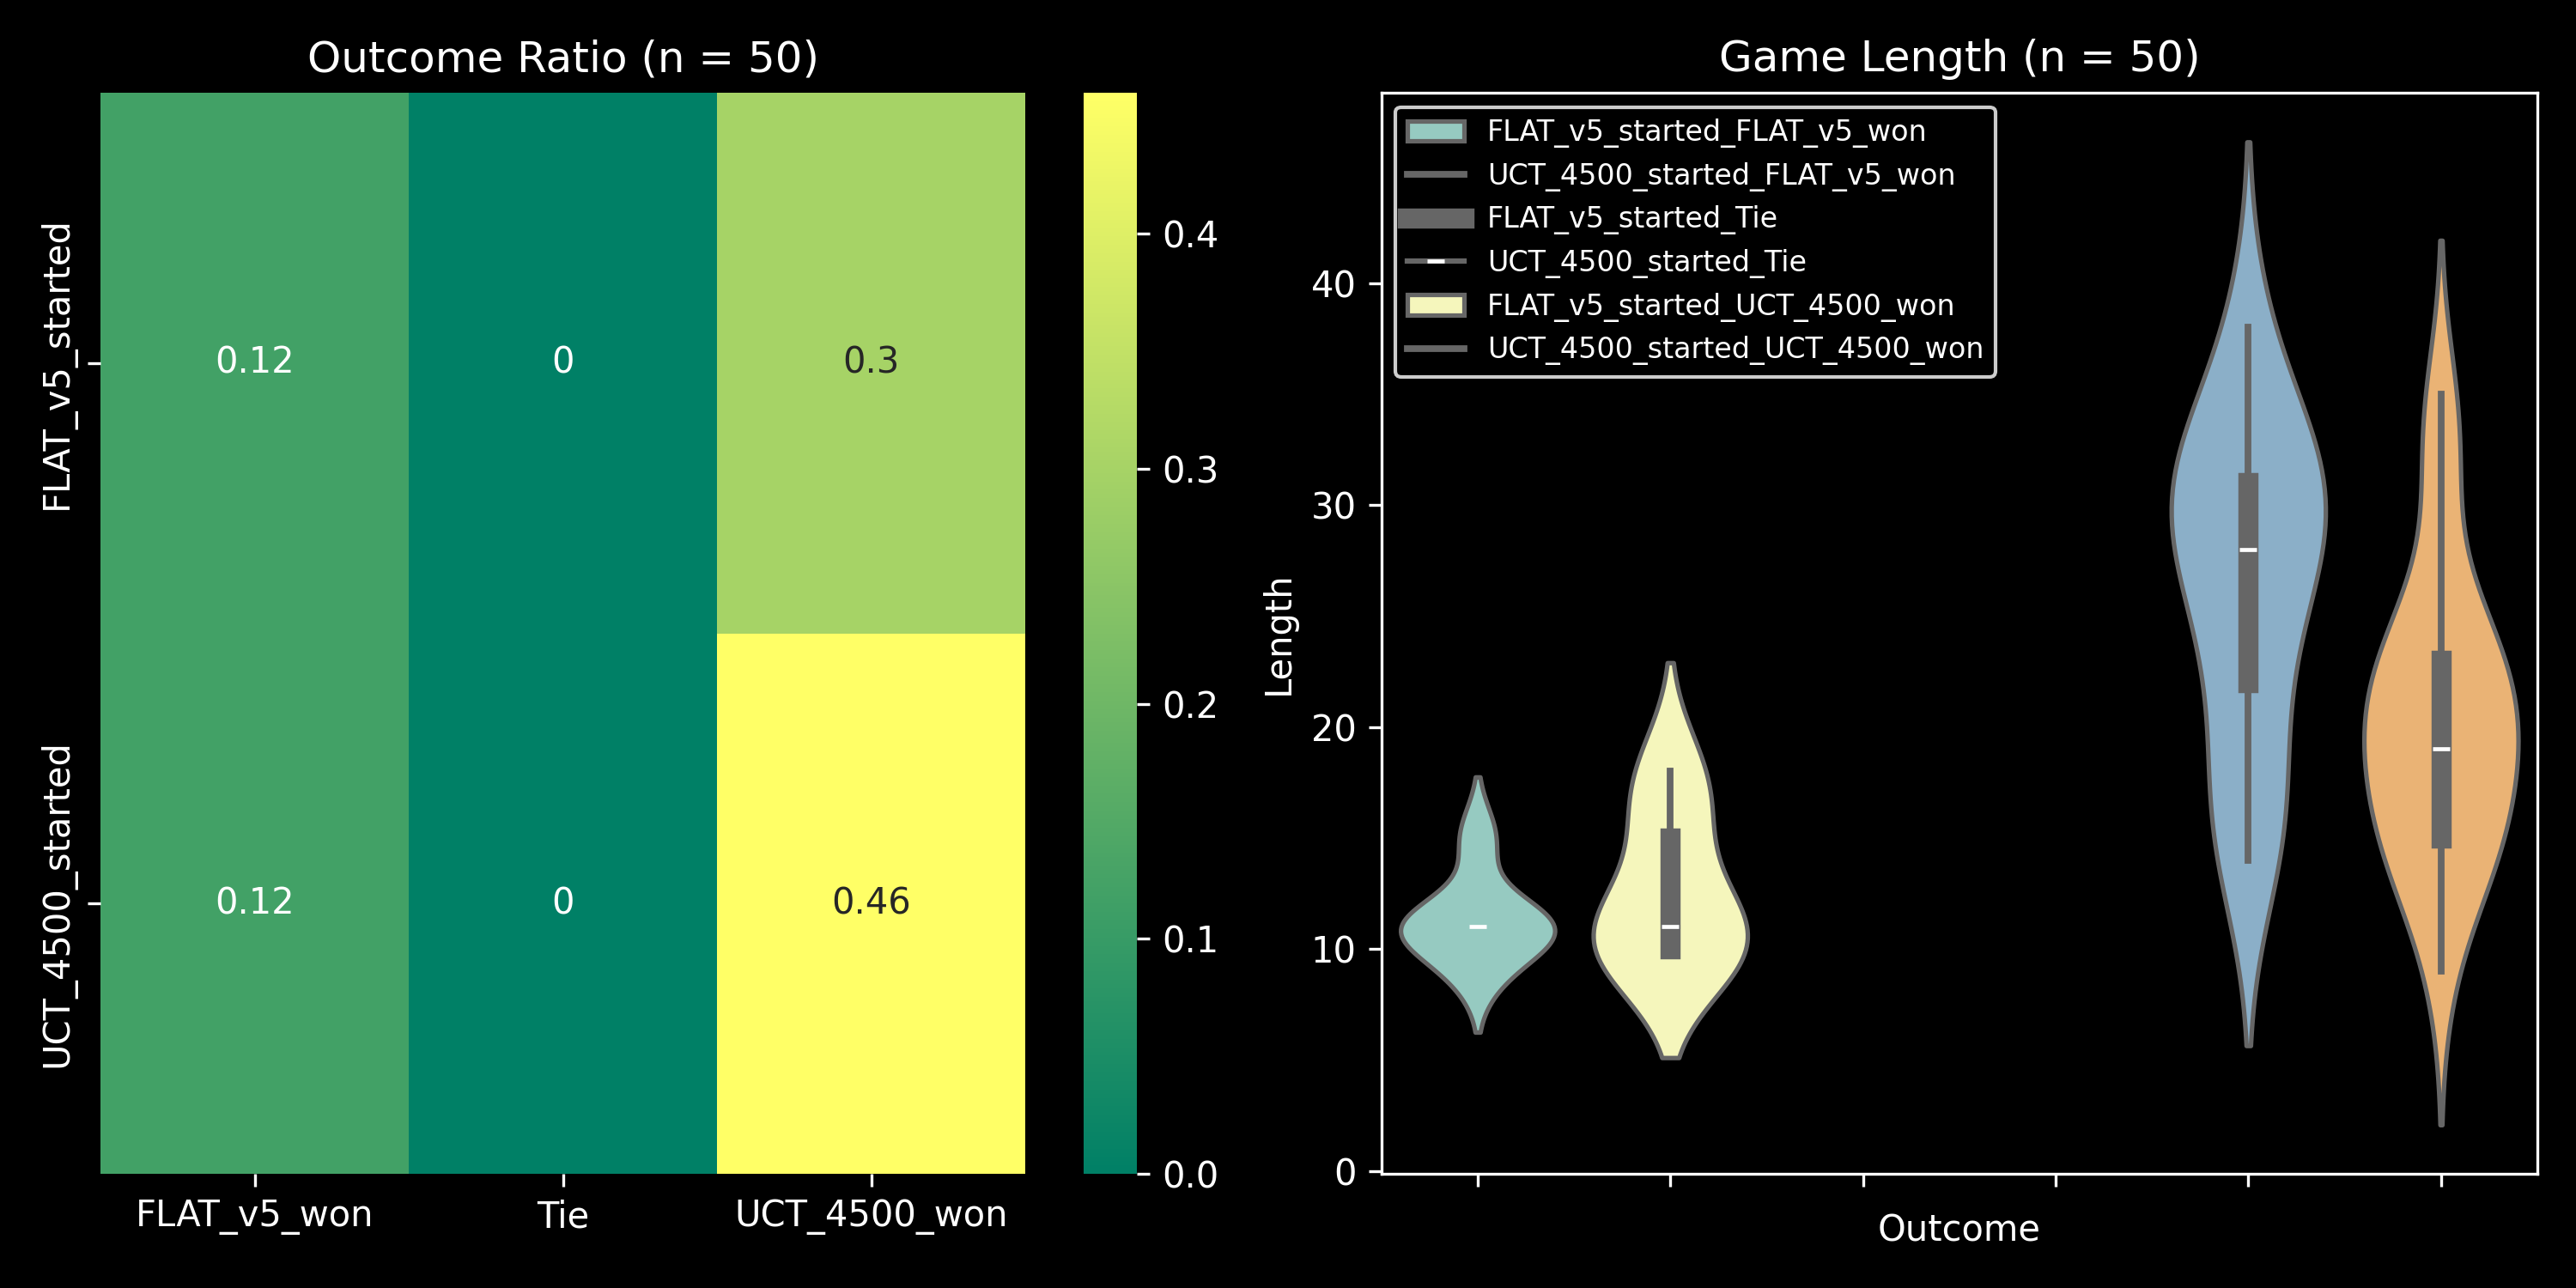 Outcome Ratio (n = 50)
FLAT_v5_started
UCT_4500_started
0.12
0
0.3
0.12
0
0.46
FLAT_v5_won
Tie
UCT_4500_won
0.4
0.3
0.2
0.1
0.0
Game Length (n = 50)
FLAT_v5_started_FLAT_v5_won
UCT_4500_started_FLAT_v5_won
FLAT_v5_started_Tie
UCT_4500_started_Tie
FLAT_v5_started_UCT_4500_won
UCT_4500_started_UCT_4500_won
Length
40
30
20
10
0
Outcome